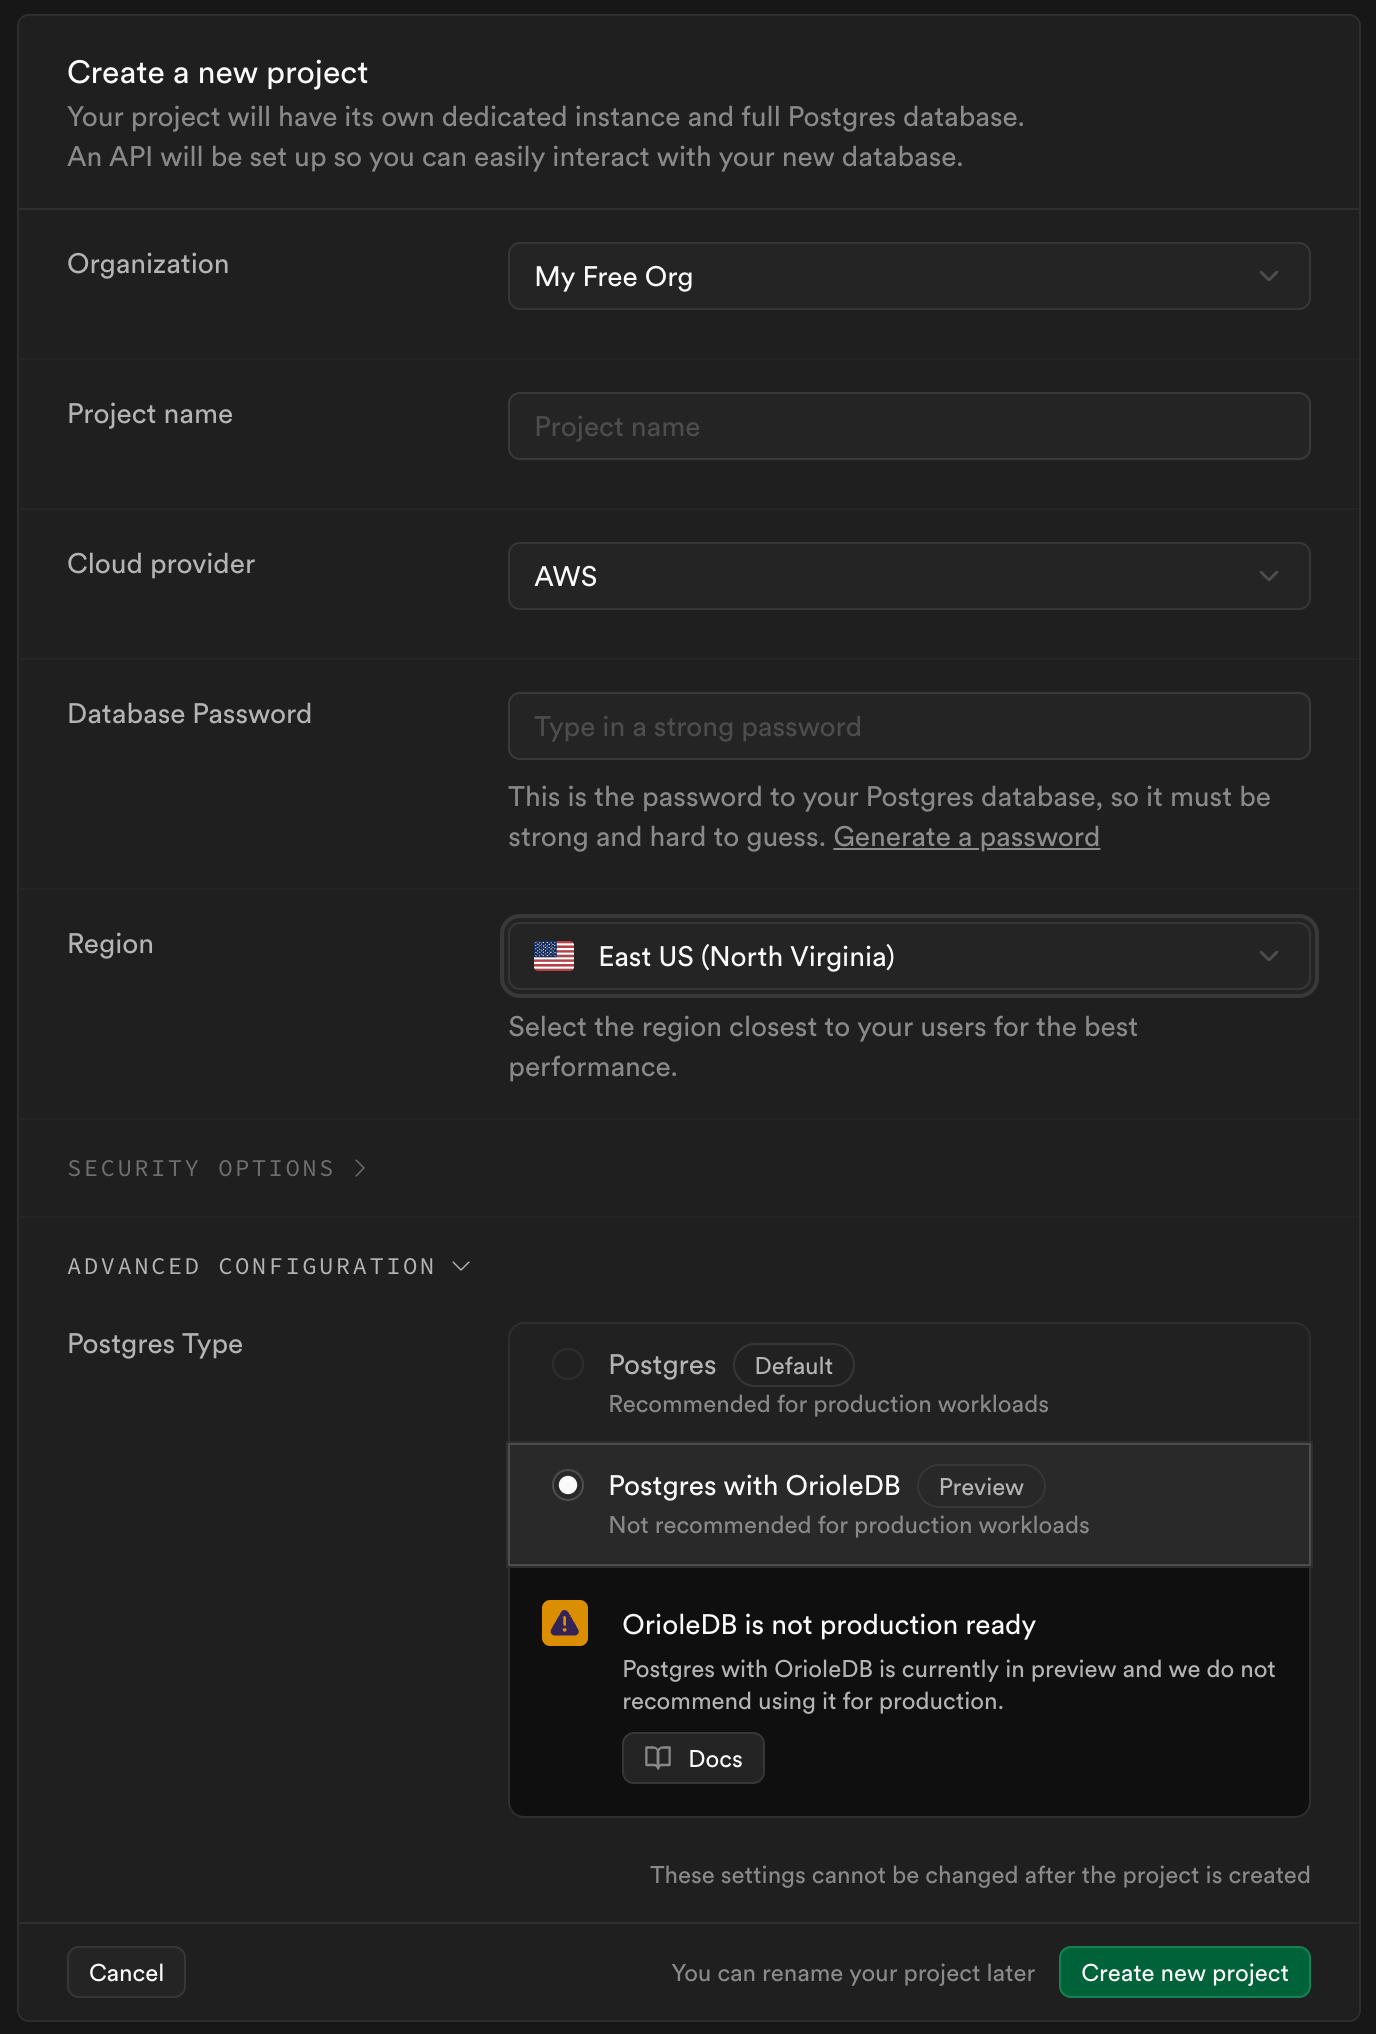 Create a new project
Your project will have its own dedicated instance and full Postgres database.
An API will be set up so you can easily interact with your new database.
Organization
My Free Org
Project name
Project name
Cloud provider
AWS
Database Password
Type in a strong password
This is the password to your Postgres database, so it must be
strong and hard to guess. Generate a password
Region
East US (North Virginia)
Select the region closest to your users for the best
performance.
SECURITY OPTIONS
ADVANCED CONFIGURATION
Postgres Type
Postgres Default
Recommended for production workloads
Postgres with OrioleDB Preview
Not recommended for production workloads
OrioleDB is not production ready
Postgres with OrioleDB is currently in preview and we do not
recommend using it for production.
Docs
These settings cannot be changed after the project is created
Cancel
You can rename your project later
Create new project